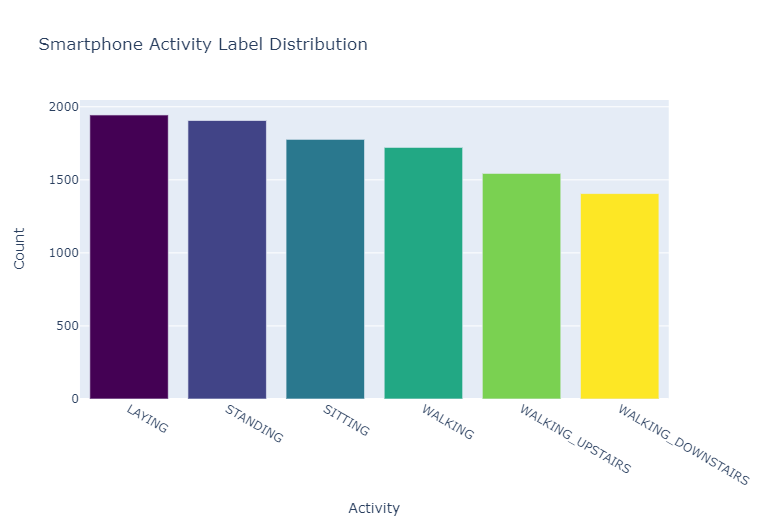 Smartphone Activity Label Distribution
2000
1500
1000
500
0
Count
LAYING
STANDING
SITTING
WALKING
WALKING_UPSTAIRS
WALKING_DOWNSTAIRS
Activity